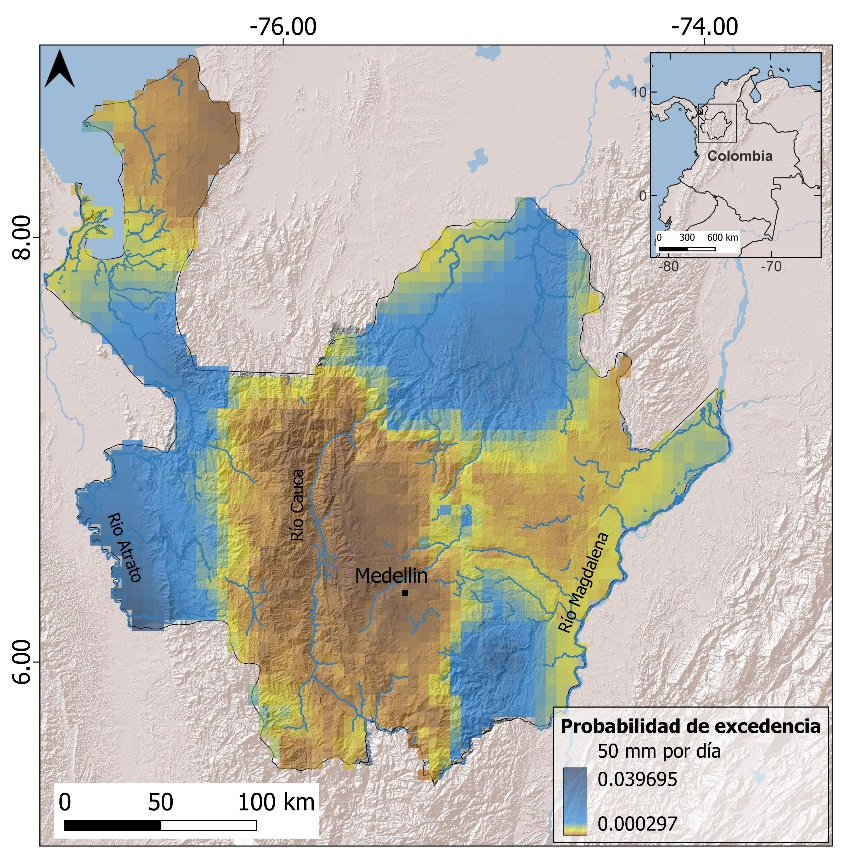 -76.00
-74.00
8.00
6.00
10
0
Colombia
0 300 600 km
-80
-70
Río Atrato
Río Cauca
Medellin
Río Magdalena
0 50 100 km
Probabilidad de excedencia
50 mm por día
0.039695
0.000297